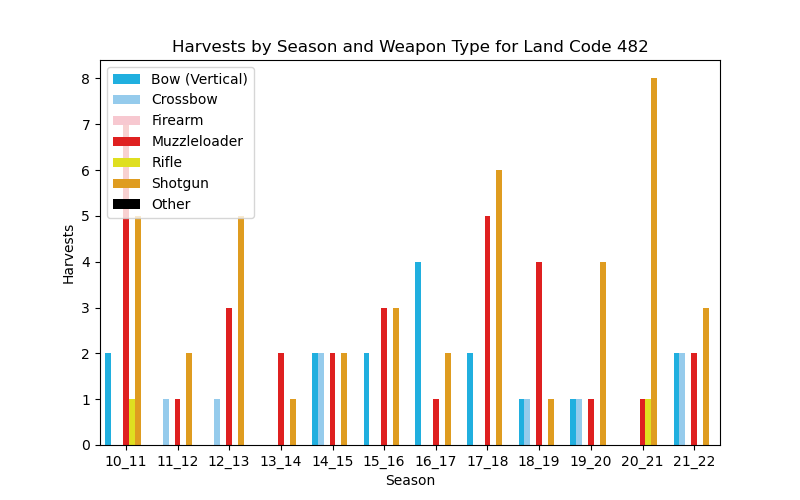 Harvests by Season and Weapon Type for Land Code 482
8
7
6
5
4
3
2
1
0
Harvests
Bow (Vertical)
Crossbow
Firearm
Muzzleloader
Rifle
Shotgun
Other
10_11 11_12 12_13 13_14 14_15 15_16 16_17 17_18 18_19 19_20 20_21 21_22
Season